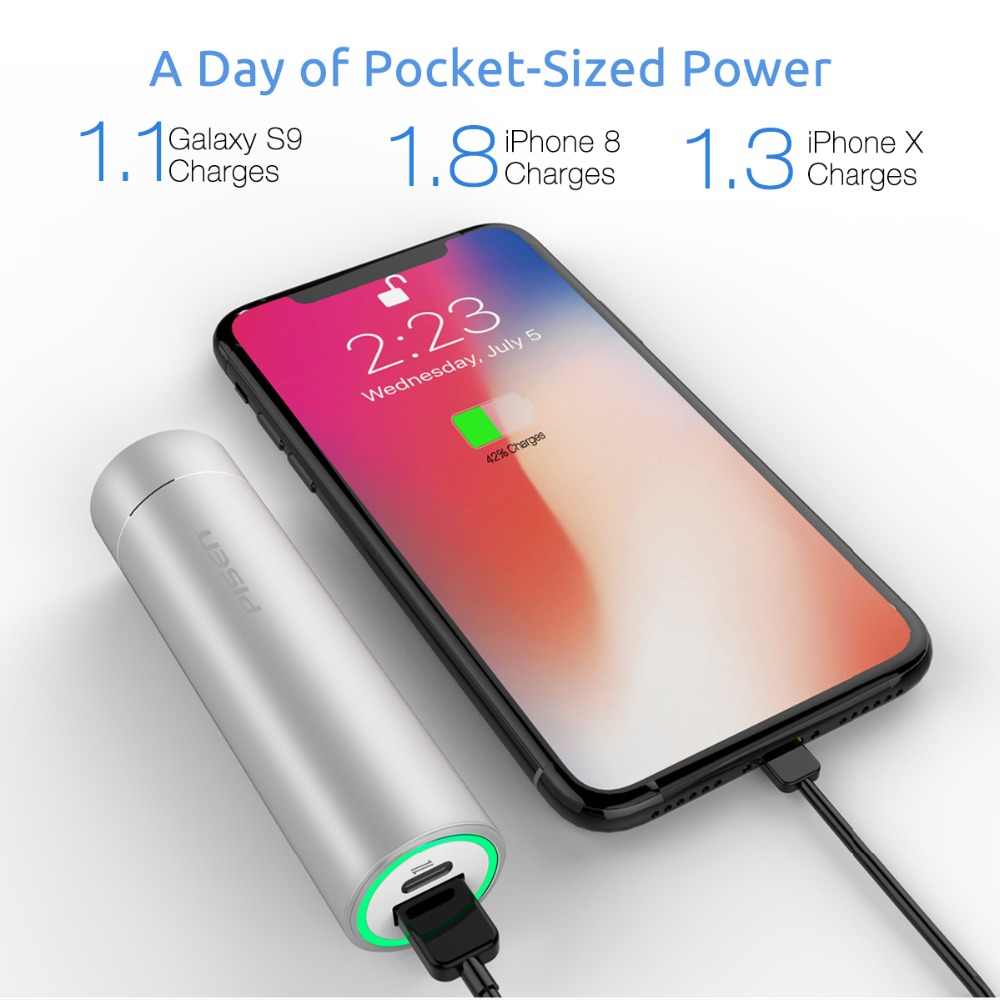 A Day of Pocket-Sized Power
1.1 Galaxy S9 Charges
1.8 iPhone 8 Charges
1.3 iPhone X Charges
2:23
Wednesday, July 5
42% Charges
PISEN